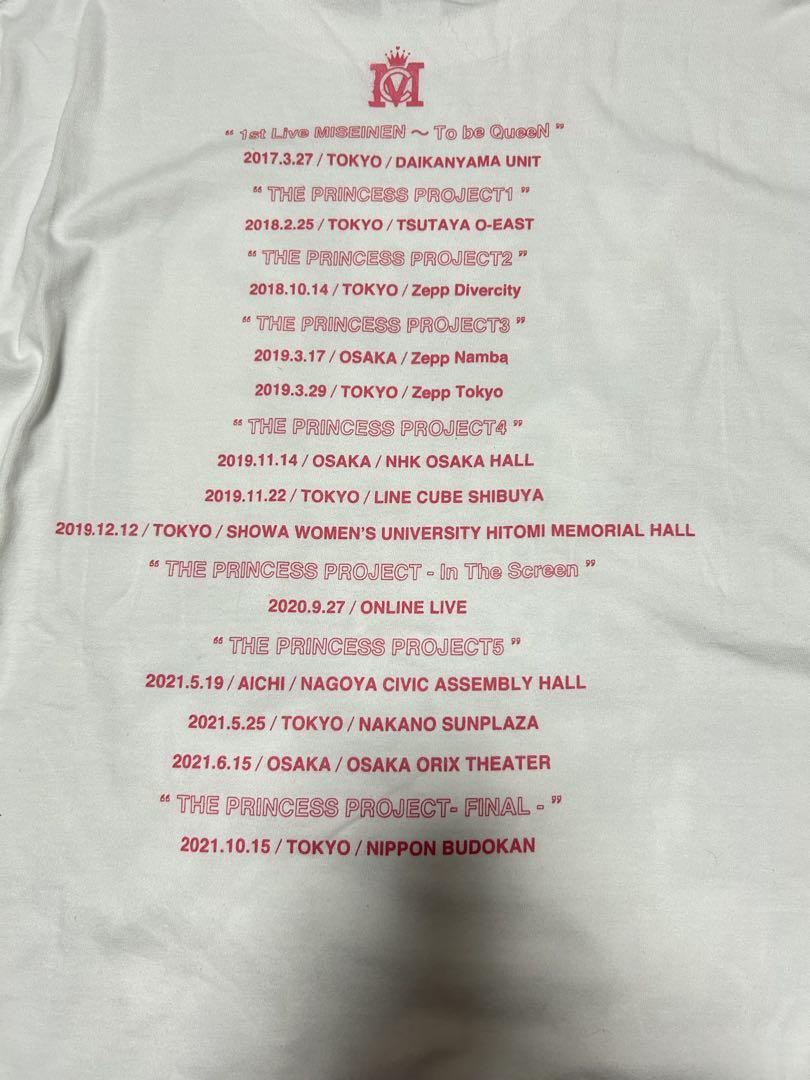 MCV
“ 1st Live MISEINEN ～ To be QueeN ”
2017.3.27 / TOKYO / DAIKANYAMA UNIT
“ THE PRINCESS PROJECT1 ”
2018.2.25 / TOKYO / TSUTAYA O-EAST
“ THE PRINCESS PROJECT2 ”
2018.10.14 / TOKYO / Zepp Divercity
“ THE PRINCESS PROJECT3 ”
2019.3.17 / OSAKA / Zepp Namba
2019.3.29 / TOKYO / Zepp Tokyo
“ THE PRINCESS PROJECT4 ”
2019.11.14 / OSAKA / NHK OSAKA HALL
2019.11.22 / TOKYO / LINE CUBE SHIBUYA
2019.12.12 / TOKYO / SHOWA WOMEN'S UNIVERSITY HITOMI MEMORIAL HALL
“ THE PRINCESS PROJECT - In The Screen ”
2020.9.27 / ONLINE LIVE
“ THE PRINCESS PROJECT5 ”
2021.5.19 / AICHI / NAGOYA CIVIC ASSEMBLY HALL
2021.5.25 / TOKYO / NAKANO SUNPLAZA
2021.6.15 / OSAKA / OSAKA ORIX THEATER
“ THE PRINCESS PROJECT- FINAL - ”
2021.10.15 / TOKYO / NIPPON BUDOKAN